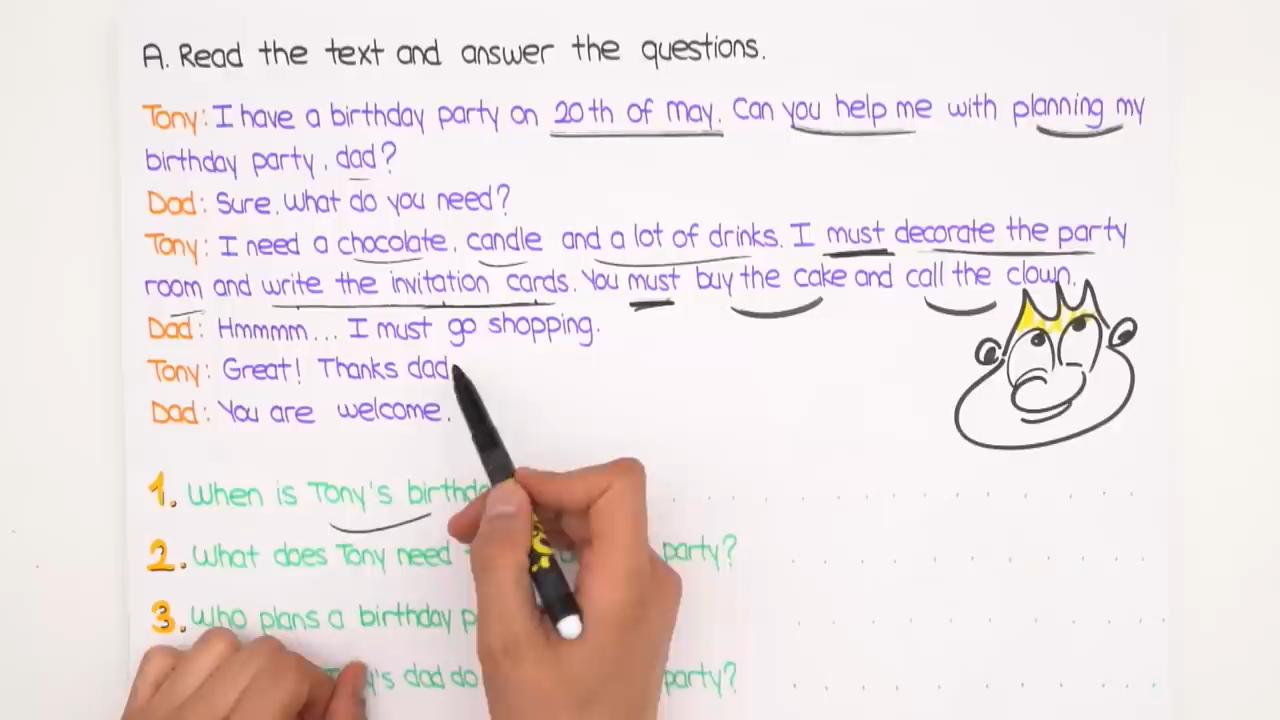 A. Read the text and answer the questions.
Tony: I have a birthday party on 20th of May. Can you help me with planning my
birthday party, dad?
Dad: Sure. What do you need?
Tony: I need a chocolate, candle and a lot of drinks. I must decorate the party
room and write the invitation cards. You must buy the cake and call the clown.
Dad: Hmmmm... I must go shopping.
Tony: Great! Thanks dad
Dad: You are welcome.
1. When is Tony's
2. What does Tony need party?
3. Who plans a birthday
dad do party?